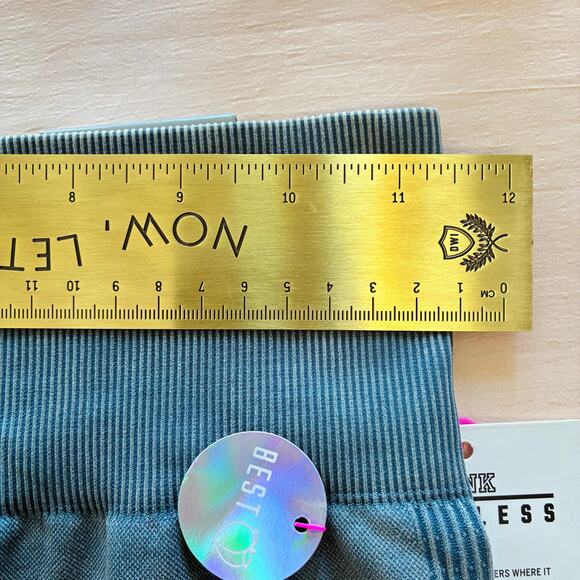 8 9 10 11 12
NOW, LET
DWI
11 10 9 8 7 6 5 4 3 2 1 CM 0
BEST
NK
LESS
ERS WHERE IT